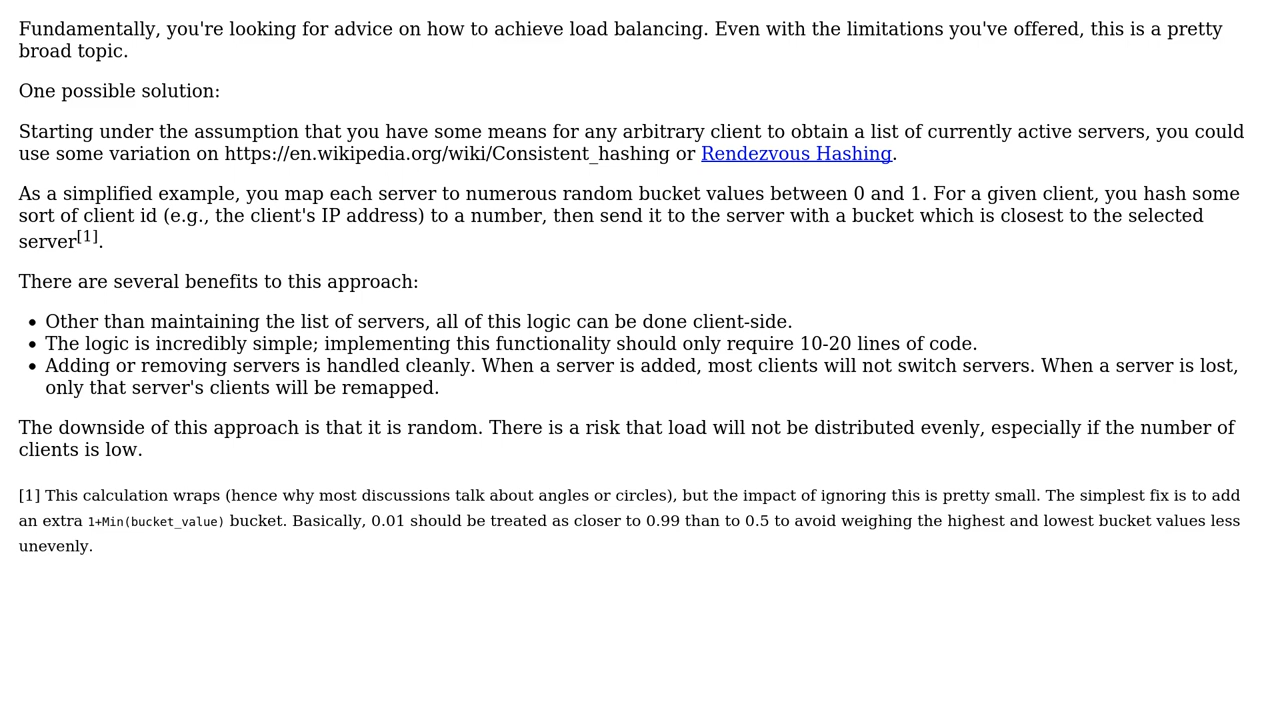 Fundamentally, you're looking for advice on how to achieve load balancing. Even with the limitations you've offered, this is a pretty
broad topic.
One possible solution:
Starting under the assumption that you have some means for any arbitrary client to obtain a list of currently active servers, you could
use some variation on https://en.wikipedia.org/wiki/Consistent_hashing or Rendezvous Hashing.
As a simplified example, you map each server to numerous random bucket values between 0 and 1. For a given client, you hash some
sort of client id (e.g., the client's IP address) to a number, then send it to the server with a bucket which is closest to the selected
server[1].
There are several benefits to this approach:
• Other than maintaining the list of servers, all of this logic can be done client-side.
• The logic is incredibly simple; implementing this functionality should only require 10-20 lines of code.
• Adding or removing servers is handled cleanly. When a server is added, most clients will not switch servers. When a server is lost,
only that server's clients will be remapped.
The downside of this approach is that it is random. There is a risk that load will not be distributed evenly, especially if the number of
clients is low.
[1] This calculation wraps (hence why most discussions talk about angles or circles), but the impact of ignoring this is pretty small. The simplest fix is to add
an extra 1+Min(bucket_value) bucket. Basically, 0.01 should be treated as closer to 0.99 than to 0.5 to avoid weighing the highest and lowest bucket values less
unevenly.